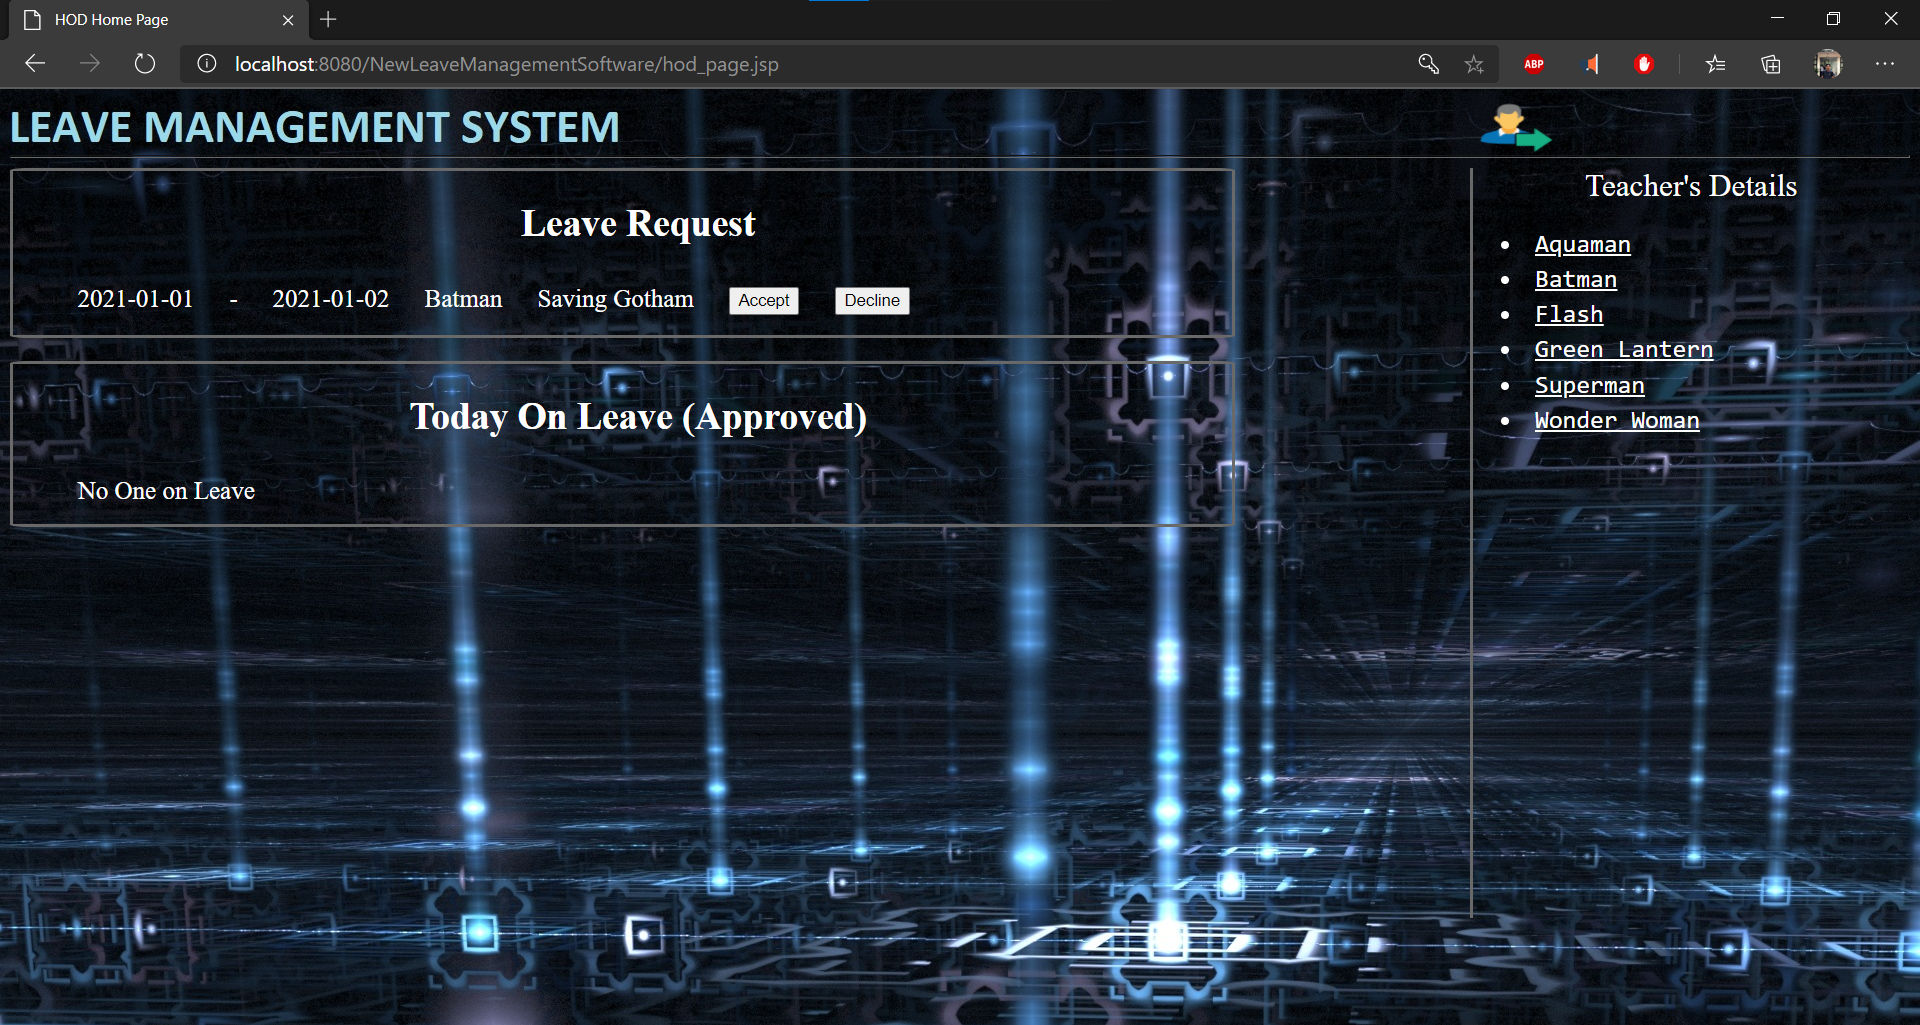 HOD Home Page
localhost:8080/NewLeaveManagementSoftware/hod_page.jsp
ABP
LEAVE MANAGEMENT SYSTEM
Leave Request
2021-01-01 - 2021-01-02 Batman Saving Gotham Accept Decline
Today On Leave (Approved)
No One on Leave
Teacher's Details
Aquaman
Batman
Flash
Green Lantern
Superman
Wonder Woman